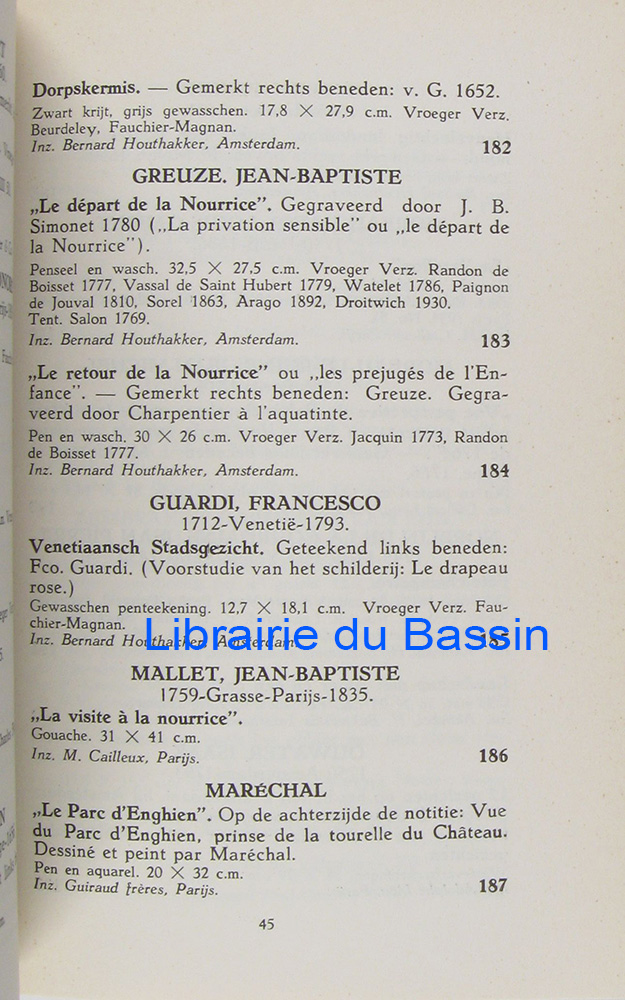 Dorpskermis. — Gemerkt rechts beneden: v. G. 1652.
Zwart krijt, grijs gewasschen. 17,8 × 27,9 c.m. Vroeger Verz.
Beurdeley, Fauchier-Magnan.
Inz. Bernard Houthakker, Amsterdam. 182
GREUZE. JEAN-BAPTISTE
„Le départ de la Nourrice”. Gegraveerd door J. B.
Simonet 1780 („La privation sensible” ou „le départ de
la Nourrice”).
Penseel en wasch. 32,5 × 27,5 c.m. Vroeger Verz. Randon de
Boisset 1777, Vassal de Saint Hubert 1779, Watelet 1786, Paignon
de Jouval 1810, Sorel 1863, Arago 1892, Droitwich 1930.
Tent. Salon 1769.
Inz. Bernard Houthakker, Amsterdam. 183
„Le retour de la Nourrice” ou „les prejugés de l'En-
fance”. — Gemerkt rechts beneden: Greuze. Gegra-
veerd door Charpentier à l'aquatinte.
Pen en wasch. 30 × 26 c.m. Vroeger Verz. Jacquin 1773, Randon
de Boisset 1777.
Inz. Bernard Houthakker, Amsterdam. 184
GUARDI, FRANCESCO
1712-Venetië-1793.
Venetiaansch Stadsgezicht. Geteekend links beneden:
Fco. Guardi. (Voorstudie van het schilderij: Le drapeau
rose.)
Gewasschen penteekening. 12,7 × 18,1 c.m. Vroeger Verz. Fau-
chier-Magnan.
Inz. Bernard Houthakker, Amsterdam. 185
Librairie du Bassin
MALLET, JEAN-BAPTISTE
1759-Grasse-Parijs-1835.
„La visite à la nourrice”.
Gouache. 31 × 41 c.m.
Inz. M. Cailleux, Parijs. 186
MARÉCHAL
„Le Parc d'Enghien”. Op de achterzijde de notitie: Vue
du Parc d'Enghien, prinse de la tourelle du Château.
Dessiné et peint par Maréchal.
Pen en aquarel. 20 × 32 c.m.
Inz. Guiraud frères, Parijs. 187
45